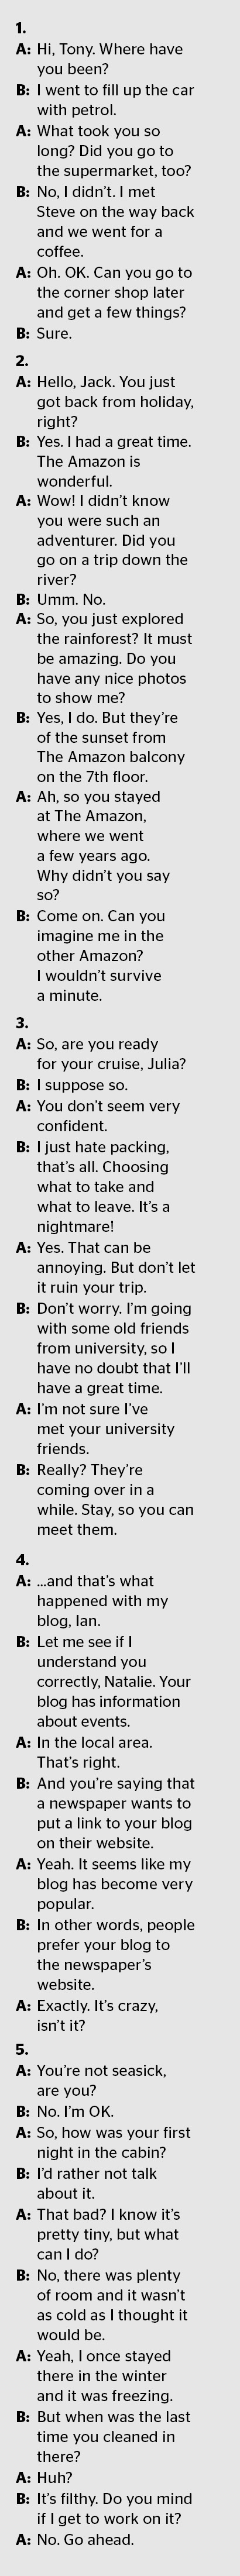 1.
A: Hi, Tony. Where have
you been?
B: I went to fill up the car
with petrol.
A: What took you so
long? Did you go to
the supermarket, too?
B: No, I didn't. I met
Steve on the way back
and we went for a
coffee.
A: Oh. OK. Can you go to
the corner shop later
and get a few things?
B: Sure.
2.
A: Hello, Jack. You just
got back from holiday,
right?
B: Yes. I had a great time.
The Amazon is
wonderful.
A: Wow! I didn't know
you were such an
adventurer. Did you
go on a trip down the
river?
B: Umm. No.
A: So, you just explored
the rainforest? It must
be amazing. Do you
have any nice photos
to show me?
B: Yes, I do. But they're
of the sunset from
The Amazon balcony
on the 7th floor.
A: Ah, so you stayed
at The Amazon,
where we went
a few years ago.
Why didn't you say
so?
B: Come on. Can you
imagine me in the
other Amazon?
I wouldn't survive
a minute.
3.
A: So, are you ready
for your cruise, Julia?
B: I suppose so.
A: You don't seem very
confident.
B: I just hate packing,
that's all. Choosing
what to take and
what to leave. It's a
nightmare!
A: Yes. That can be
annoying. But don't let
it ruin your trip.
B: Don't worry. I'm going
with some old friends
from university, so I
have no doubt that I'll
have a great time.
A: I'm not sure I've
met your university
friends.
B: Really? They're
coming over in a
while. Stay, so you can
meet them.
4.
A: ...and that's what
happened with my
blog, Ian.
B: Let me see if I
understand you
correctly, Natalie. Your
blog has information
about events.
A: In the local area.
That's right.
B: And you're saying that
a newspaper wants to
put a link to your blog
on their website.
A: Yeah. It seems like my
blog has become very
popular.
B: In other words, people
prefer your blog to
the newspaper's
website.
A: Exactly. It's crazy,
isn't it?
5.
A: You're not seasick,
are you?
B: No. I'm OK.
A: So, how was your first
night in the cabin?
B: I'd rather not talk
about it.
A: That bad? I know it's
pretty tiny, but what
can I do?
B: No, there was plenty
of room and it wasn't
as cold as I thought it
would be.
A: Yeah, I once stayed
there in the winter
and it was freezing.
B: But when was the last
time you cleaned in
there?
A: Huh?
B: It's filthy. Do you mind
if I get to work on it?
A: No. Go ahead.